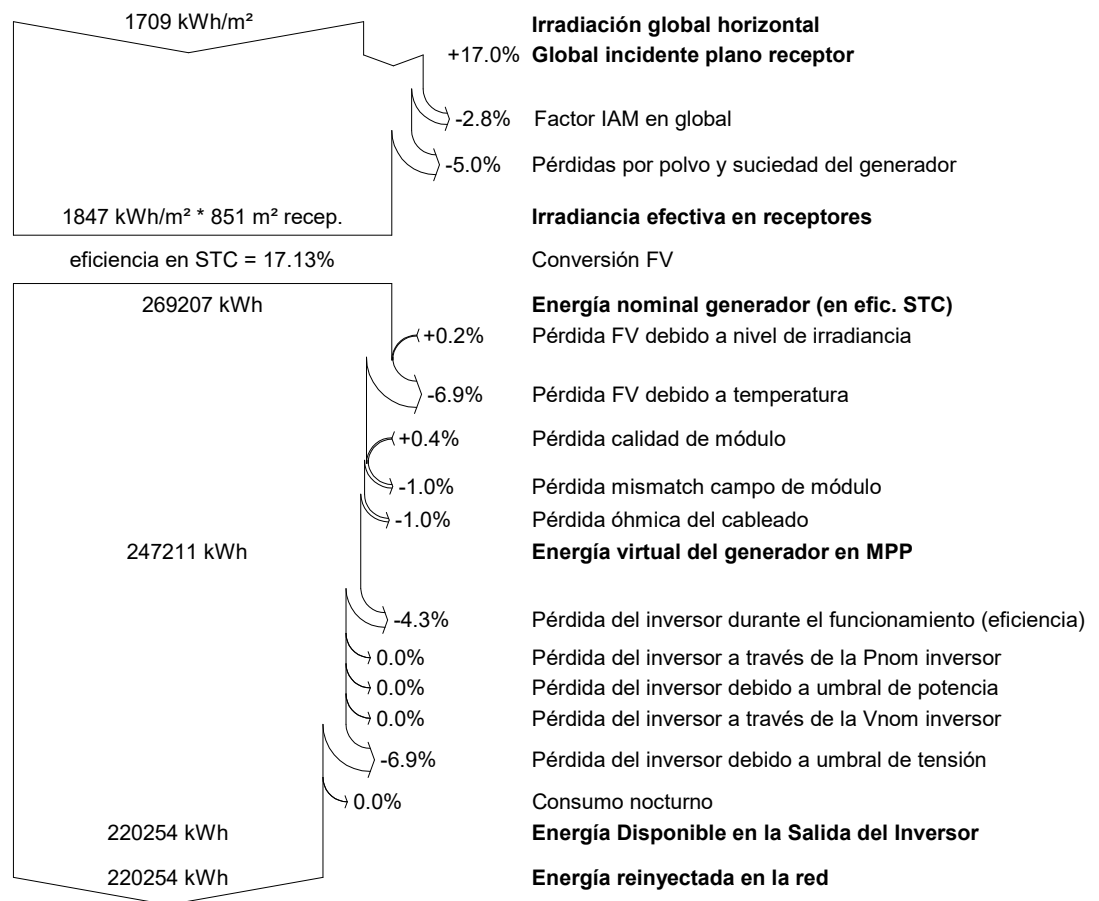 1709 kWh/m² Irradiación global horizontal
+17.0% Global incidente plano receptor
-2.8% Factor IAM en global
-5.0% Pérdidas por polvo y suciedad del generador
1847 kWh/m² * 851 m² recep. Irradiancia efectiva en receptores
eficiencia en STC = 17.13% Conversión FV
269207 kWh Energía nominal generador (en efic. STC)
+0.2% Pérdida FV debido a nivel de irradiancia
-6.9% Pérdida FV debido a temperatura
+0.4% Pérdida calidad de módulo
-1.0% Pérdida mismatch campo de módulo
-1.0% Pérdida óhmica del cableado
247211 kWh Energía virtual del generador en MPP
-4.3% Pérdida del inversor durante el funcionamiento (eficiencia)
0.0% Pérdida del inversor a través de la Pnom inversor
0.0% Pérdida del inversor debido a umbral de potencia
0.0% Pérdida del inversor a través de la Vnom inversor
-6.9% Pérdida del inversor debido a umbral de tensión
0.0% Consumo nocturno
220254 kWh Energía Disponible en la Salida del Inversor
220254 kWh Energía reinyectada en la red